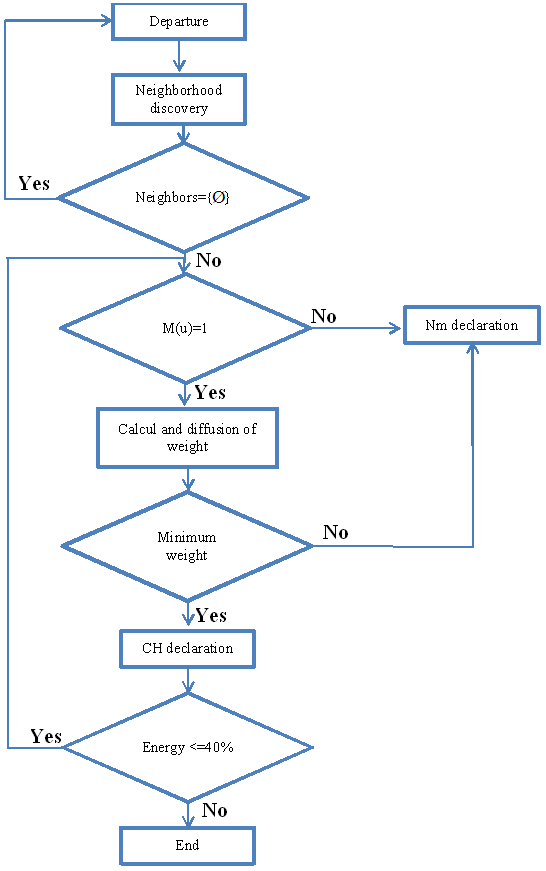 Departure
Neighborhood
discovery
Yes
Neighbors={Ø}
No
M(u)=1
No
Nm declaration
Yes
Calcul and diffusion of
weight
Minimum
weight
No
Yes
CH declaration
Yes
Energy <=40%
No
End